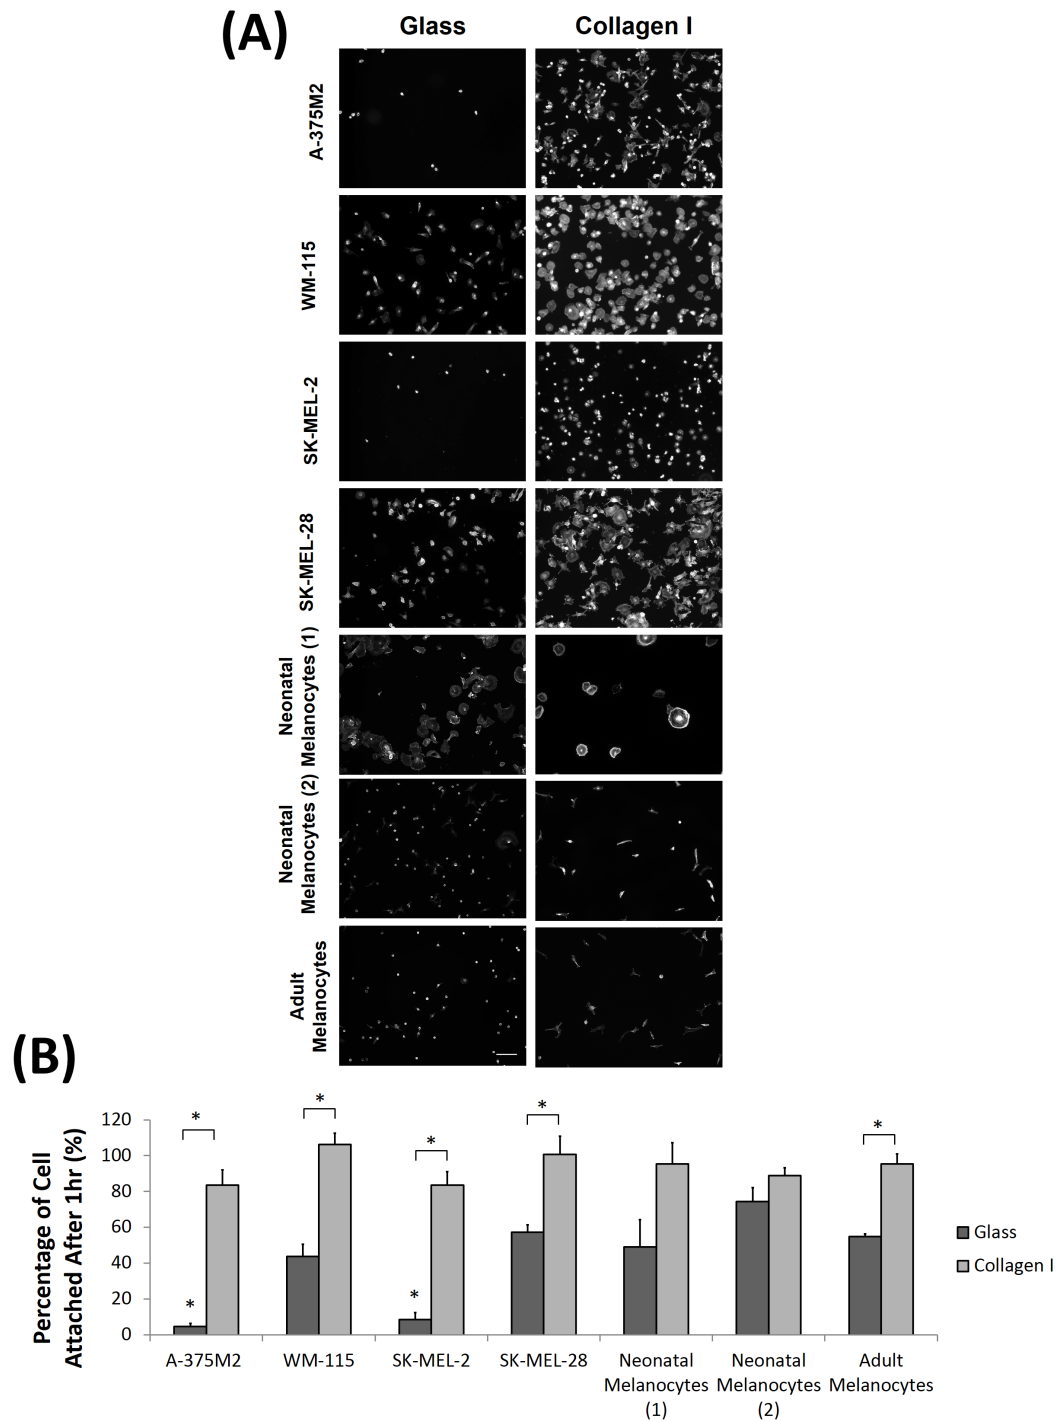 (A)
Glass
Collagen I
A-375M2
WM-115
SK-MEL-2
SK-MEL-28
Neonatal
Melanocytes (1)
Neonatal
Melanocytes (2)
Adult
Melanocytes
(B)
Percentage of Cell
Attached After 1hr (%)
120
100
80
60
40
20
0
*
*
*
*
*
*
*
Glass
Collagen I
A-375M2
WM-115
SK-MEL-2
SK-MEL-28
Neonatal
Melanocytes
(1)
Neonatal
Melanocytes
(2)
Adult
Melanocytes